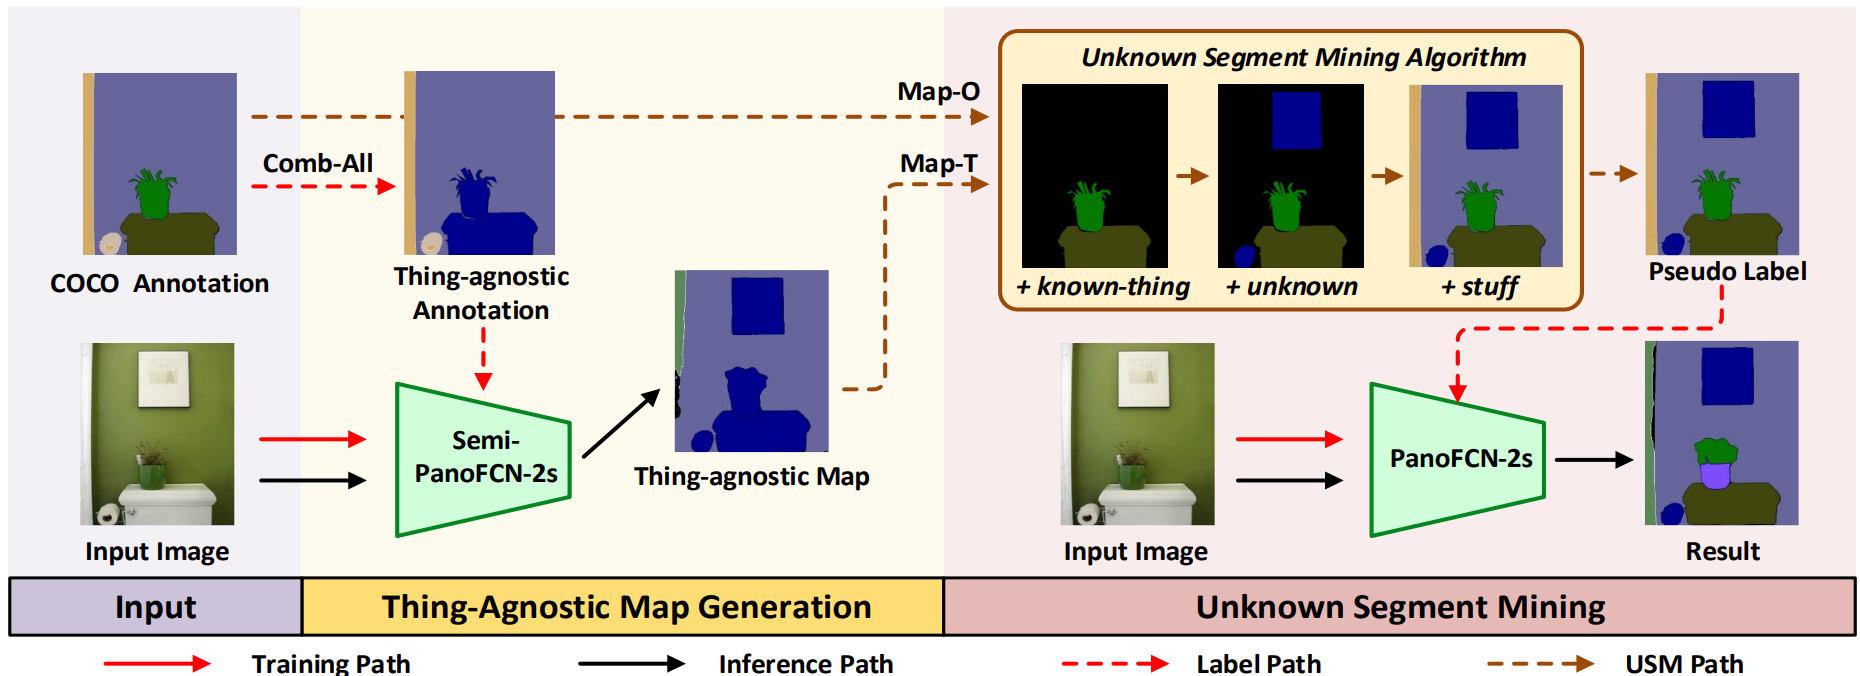 Unknown Segment Mining Algorithm
Map-O
Comb-All
Map-T
COCO Annotation
Thing-agnostic
Annotation
+ known-thing
+ unknown
+ stuff
Pseudo Label
Semi-
PanoFCN-2s
Thing-agnostic Map
PanoFCN-2s
Input Image
Input Image
Result
Input
Thing-Agnostic Map Generation
Unknown Segment Mining
Training Path
Inference Path
Label Path
USM Path